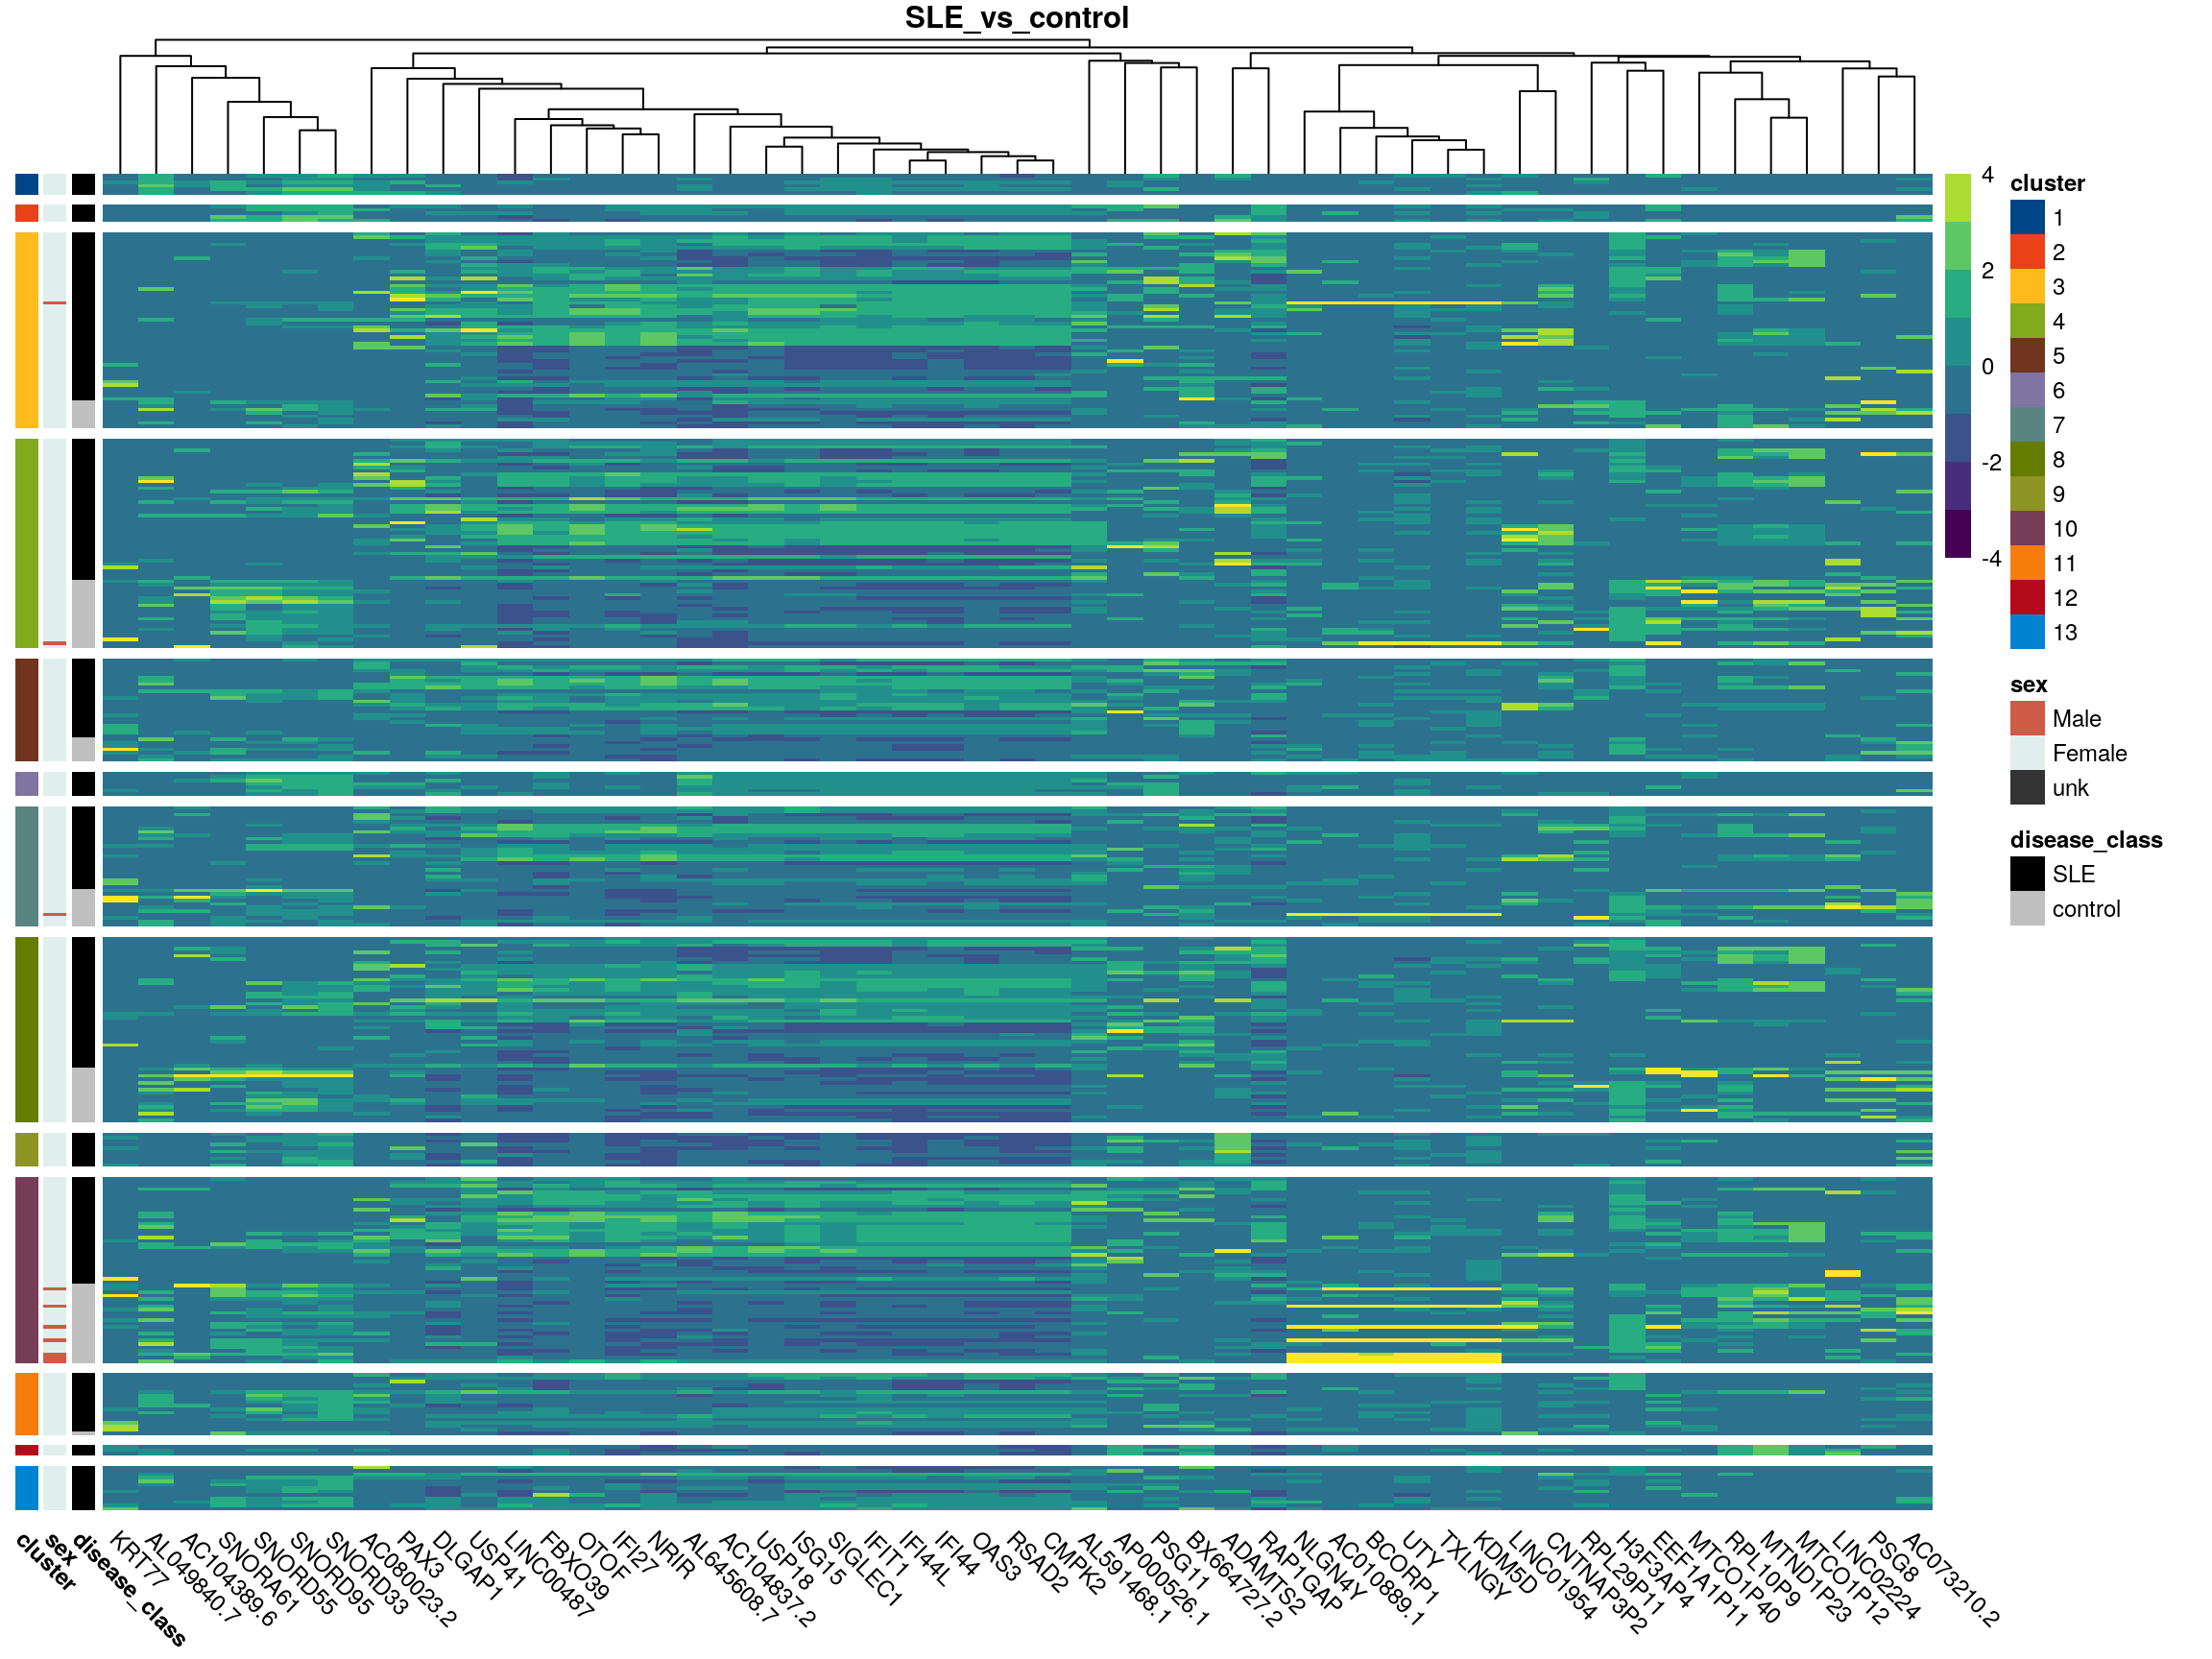 SLE_vs_control
4
2
0
-2
-4
cluster
1
2
3
4
5
6
7
8
9
10
11
12
13
sex
Male
Female
unk
disease_class
SLE
control
cluster
sex
disease_class
KRT77
AL049840.7
AC104389.6
SNORA61
SNORD55
SNORD95
SNORD33
AC080023.2
PAX3
DLGAP1
USP41
LINC00487
FBXO39
OTOF
IFI27
NRIR
AL645608.7
AC104837.2
USP18
ISG15
SIGLEC1
IFIT1
IFI44L
IFI44
OAS3
RSAD2
CMPK2
AL591468.1
AP000526.1
PSG11
BX664727.2
ADAMTS2
RAP1GAP
NLGN4Y
AC010889.1
BCORP1
UTY
TXLNGY
KDM5D
LINC01954
CNTNAP3P2
RPL29P11
H3F3AP4
EEF1A1P11
MTCO1P40
RPL10P9
MTND1P23
MTCO1P12
LINC02224
PSG8
AC073210.2